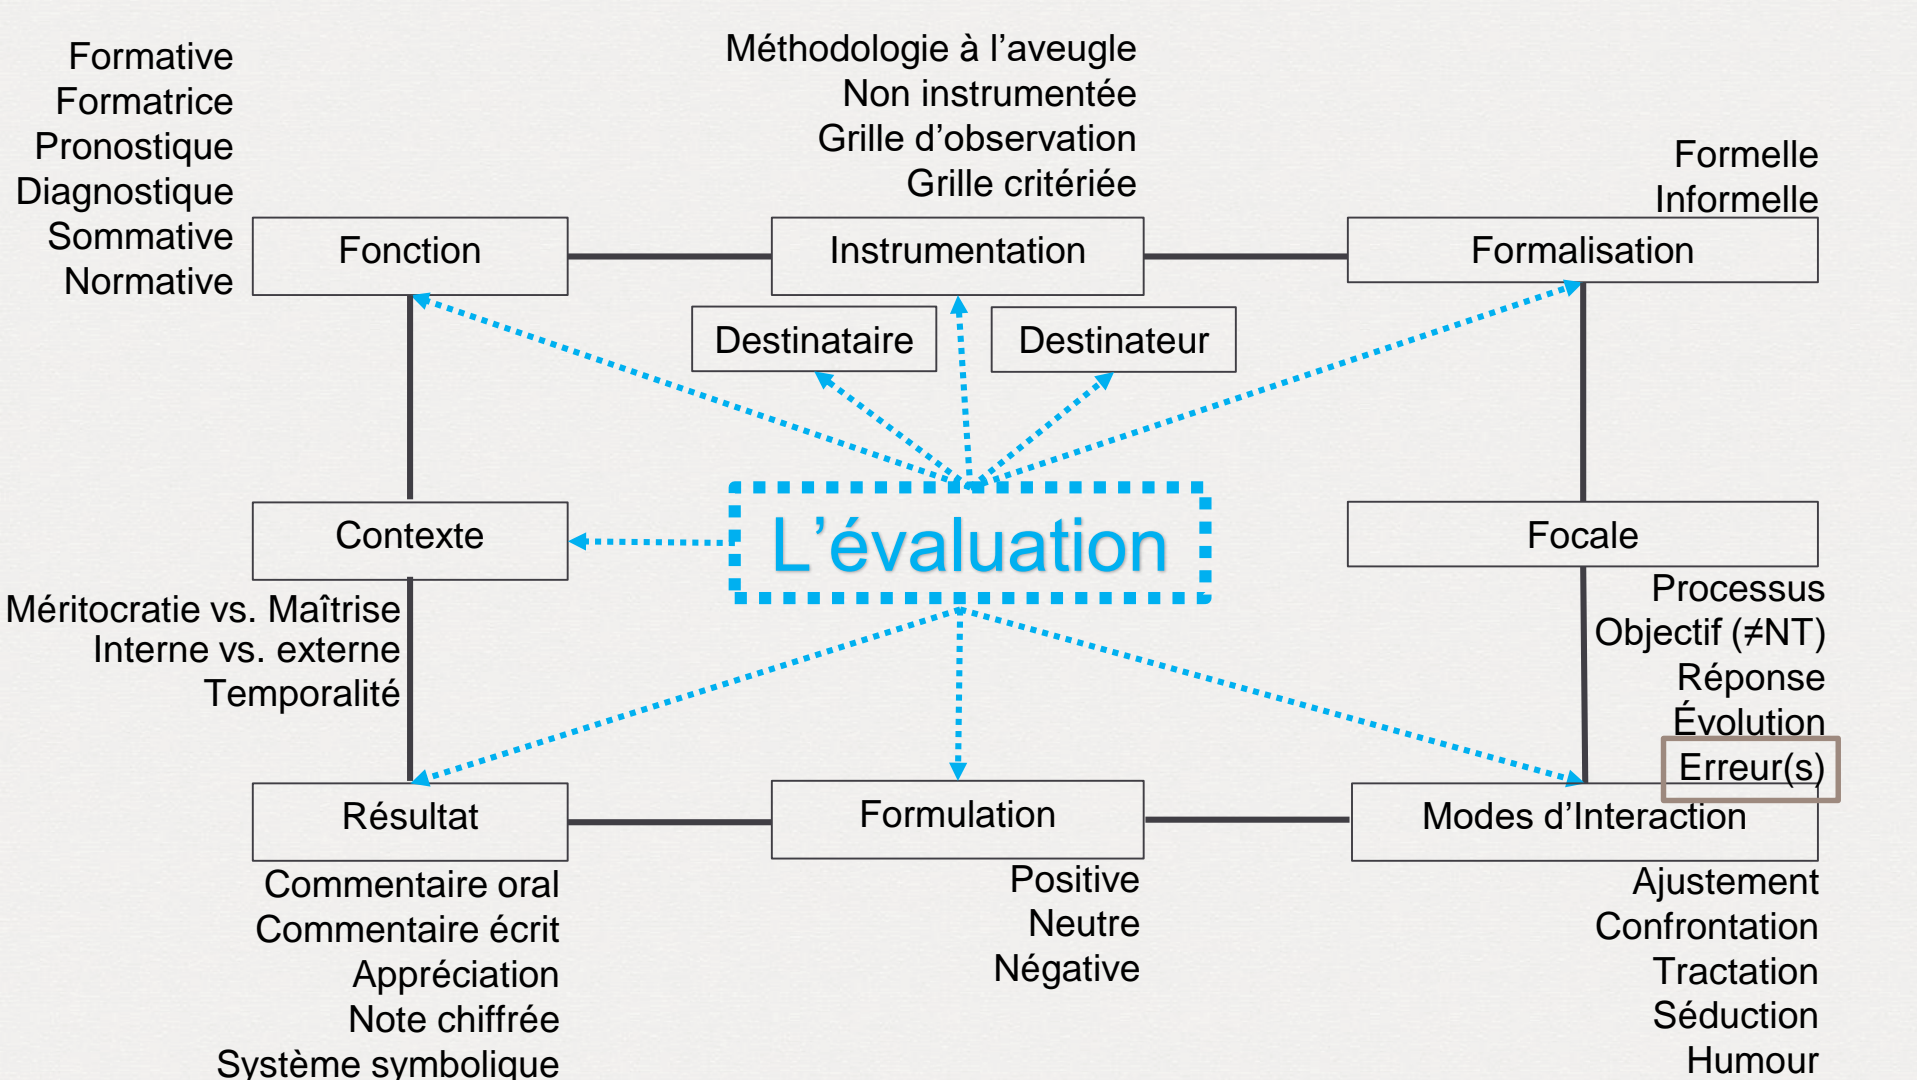 Formative
Formatrice
Pronostique
Diagnostique
Sommative
Normative
Fonction
Méthodologie à l’aveugle
Non instrumentée
Grille d’observation
Grille critériée
Instrumentation
Formelle
Informelle
Formalisation
Destinataire
Destinateur
Contexte
Méritocratie vs. Maîtrise
Interne vs. externe
Temporalité
L’évaluation
Focale
Processus
Objectif (≠NT)
Réponse
Évolution
Erreur(s)
Résultat
Commentaire oral
Commentaire écrit
Appréciation
Note chiffrée
Système symbolique
Formulation
Positive
Neutre
Négative
Modes d’Interaction
Ajustement
Confrontation
Tractation
Séduction
Humour